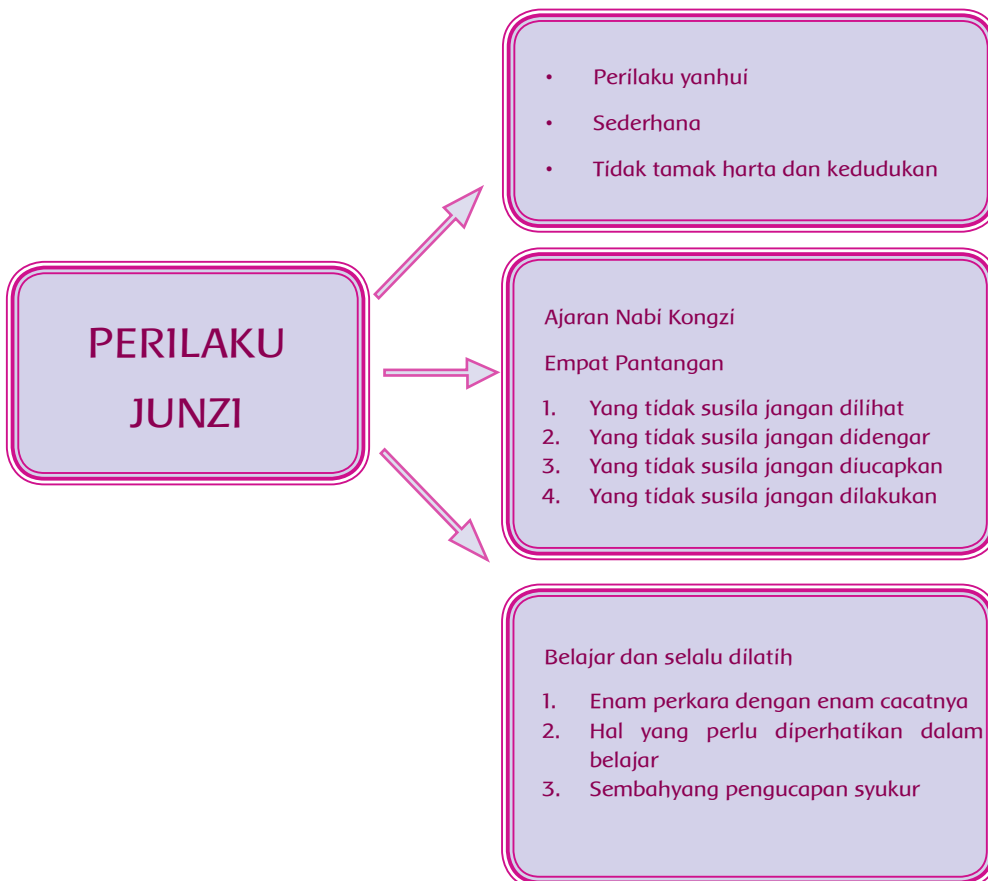 PERILAKU
JUNZI
• Perilaku yanhui
• Sederhana
• Tidak tamak harta dan kedudukan
Ajaran Nabi Kongzi
Empat Pantangan
1. Yang tidak susila jangan dilihat
2. Yang tidak susila jangan didengar
3. Yang tidak susila jangan diucapkan
4. Yang tidak susila jangan dilakukan
Belajar dan selalu dilatih
1. Enam perkara dengan enam cacatnya
2. Hal yang perlu diperhatikan dalam
belajar
3. Sembahyang pengucapan syukur